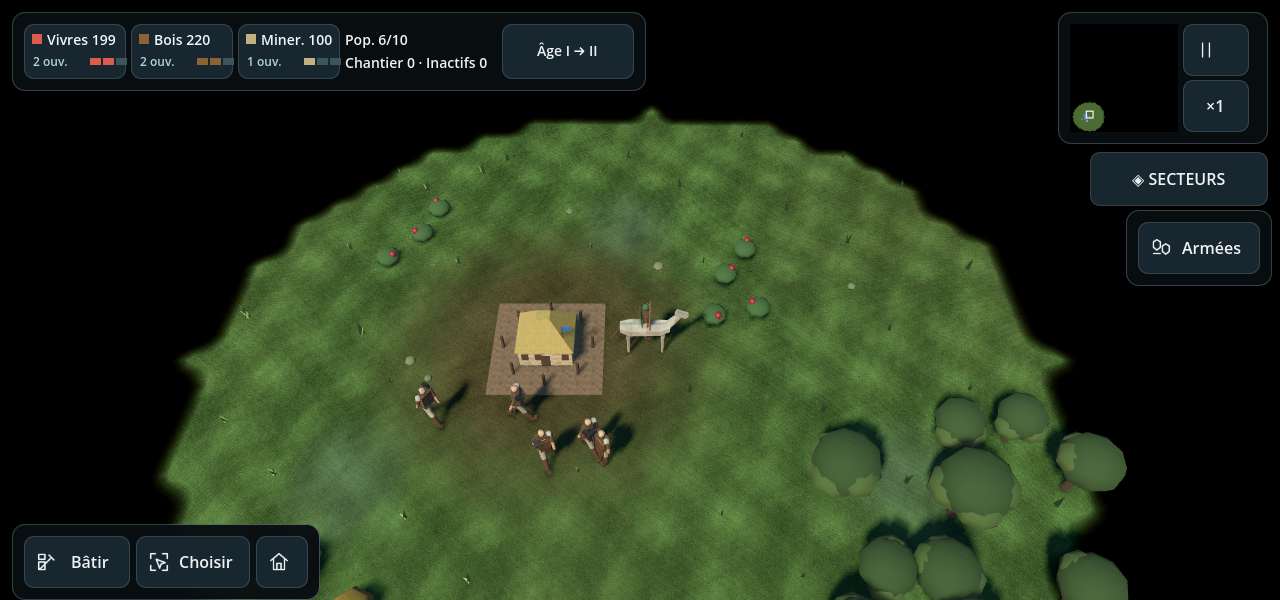 Vivres 199
2 ouv.
Bois 220
2 ouv.
Miner. 100
1 ouv.
Pop. 6/10
Chantier 0 · Inactifs 0
Âge I → II
×1
◈ SECTEURS
Armées
Bâtir
Choisir